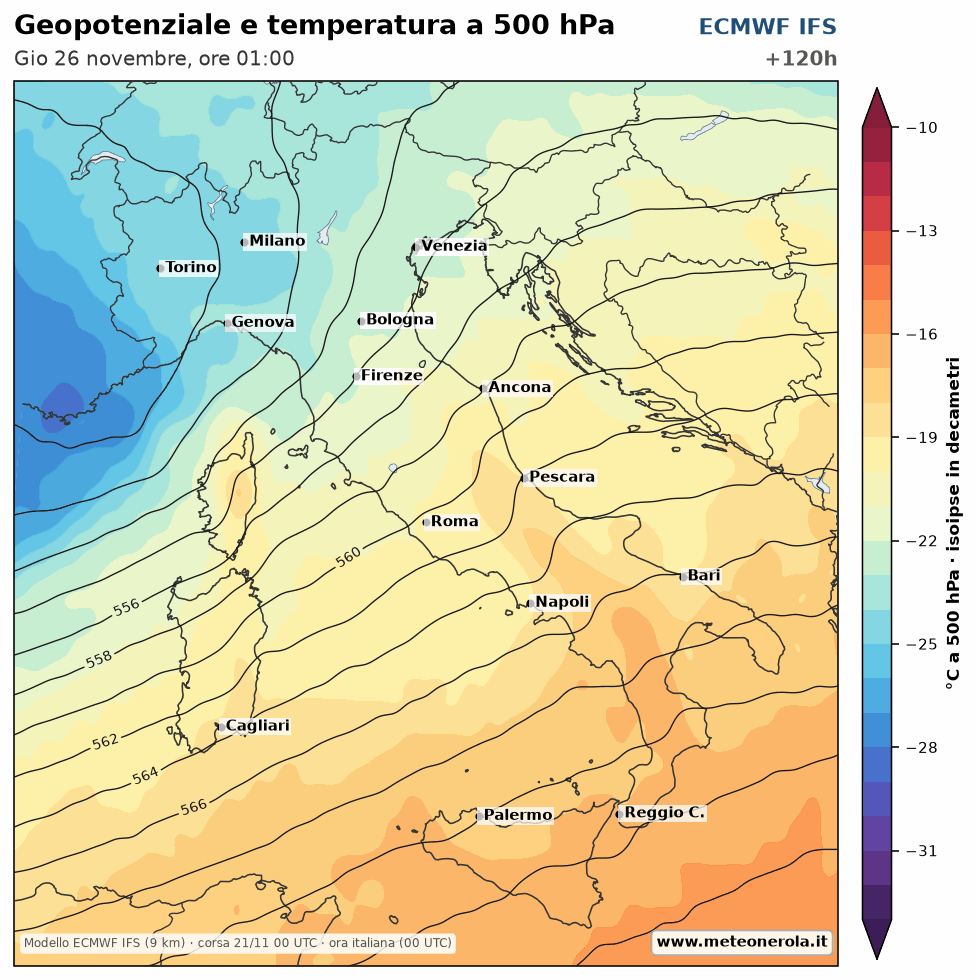 Geopotenziale e temperatura a 500 hPa
ECMWF IFS
Gio 26 novembre, ore 01:00
+120h
Milano
Torino
Venezia
Genova
Bologna
Firenze
Ancona
Pescara
Roma
Bari
Napoli
Cagliari
Palermo
Reggio C.
560
556
558
562
564
566
−10
−13
−16
−19
−22
−25
−28
−31
°C a 500 hPa · isoipse in decametri
Modello ECMWF IFS (9 km) · corsa 21/11 00 UTC · ora italiana (00 UTC)
www.meteonerola.it